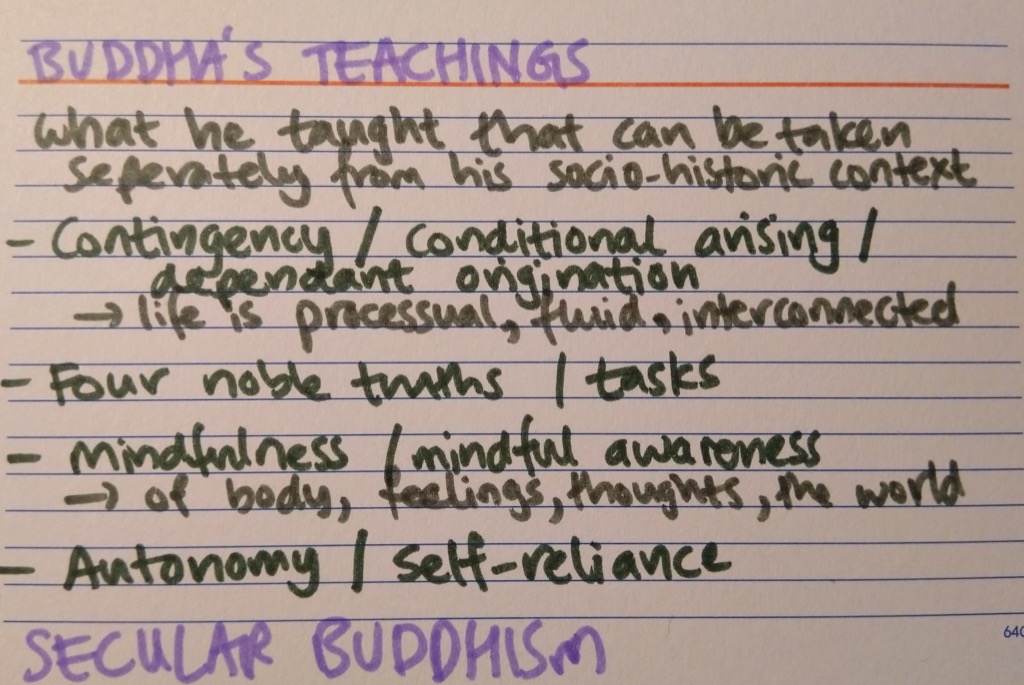 BUDDHA'S TEACHINGS
what he taught that can be taken
seperately from his socio-historic context
- Contingency / conditional arising /
dependant origination
→ life is processual, fluid, interconnected
- Four noble truths / tasks
- Mindfulness / mindful awareness
→ of body, feelings, thoughts, the world
- Autonomy / self-reliance
SECULAR BUDDHISM
640